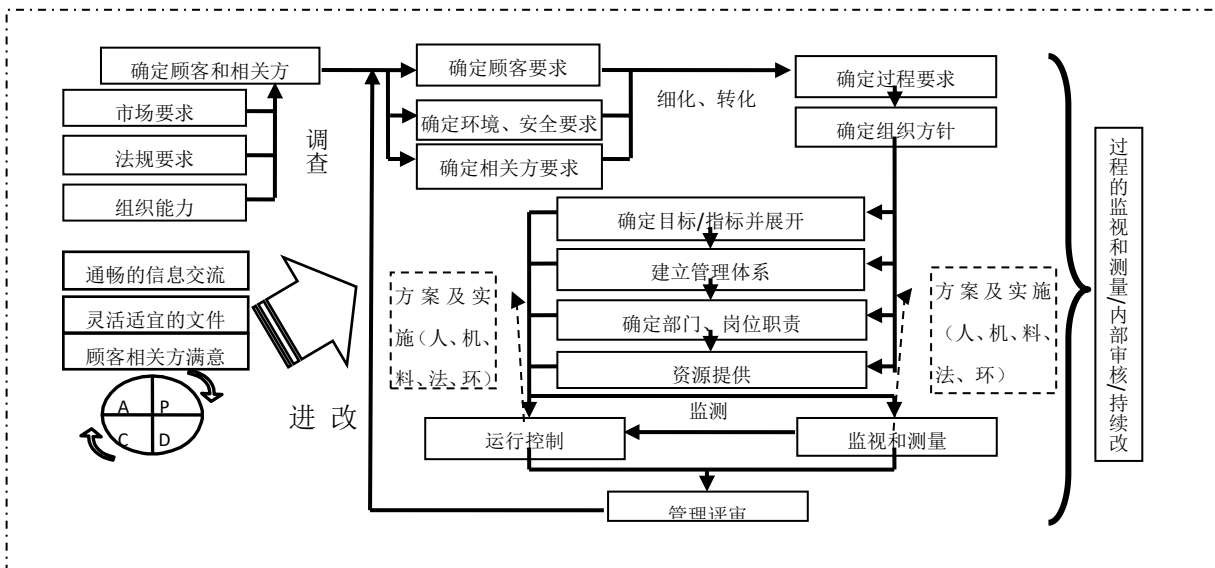 确定顾客和相关方
市场要求
法规要求
组织能力
调查
确定顾客要求
确定环境、安全要求
确定相关方要求
细化、转化
确定过程要求
确定组织方针
确定目标/指标并展开
建立管理体系
确定部门、岗位职责
资源提供
通畅的信息交流
灵活适宜的文件
顾客相关方满意
A P
C D
进 改
方案及实
施（人、机、
料、法、环）
方案及实施
（人、机、料、
法、环）
监测
运行控制
监视和测量
管理评审
过程的监视和测量/内部审核/持续改